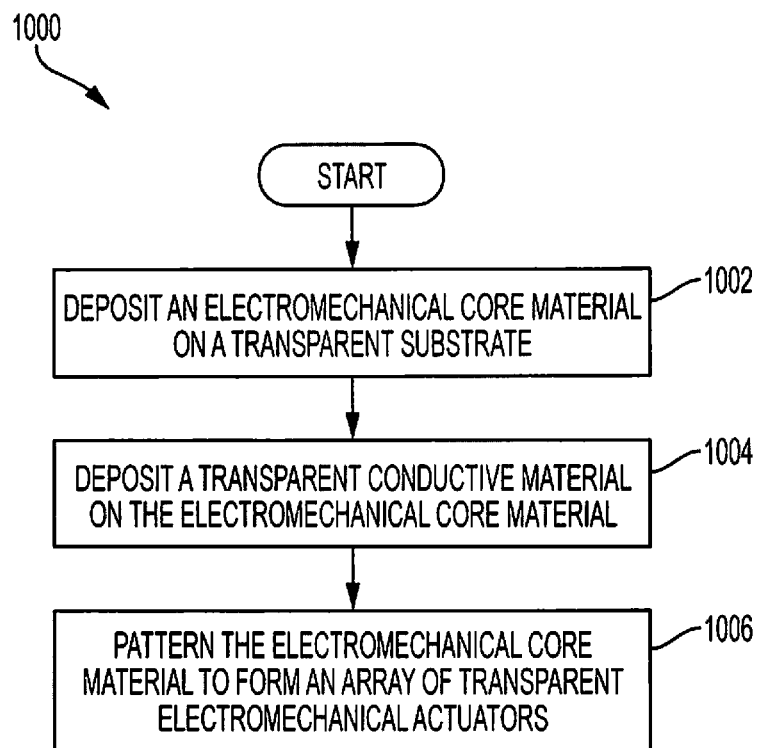 1000
START
DEPOSIT AN ELECTROMECHANICAL CORE MATERIAL
ON A TRANSPARENT SUBSTRATE
1002
DEPOSIT A TRANSPARENT CONDUCTIVE MATERIAL
ON THE ELECTROMECHANICAL CORE MATERIAL
1004
PATTERN THE ELECTROMECHANICAL CORE
MATERIAL TO FORM AN ARRAY OF TRANSPARENT
ELECTROMECHANICAL ACTUATORS
1006